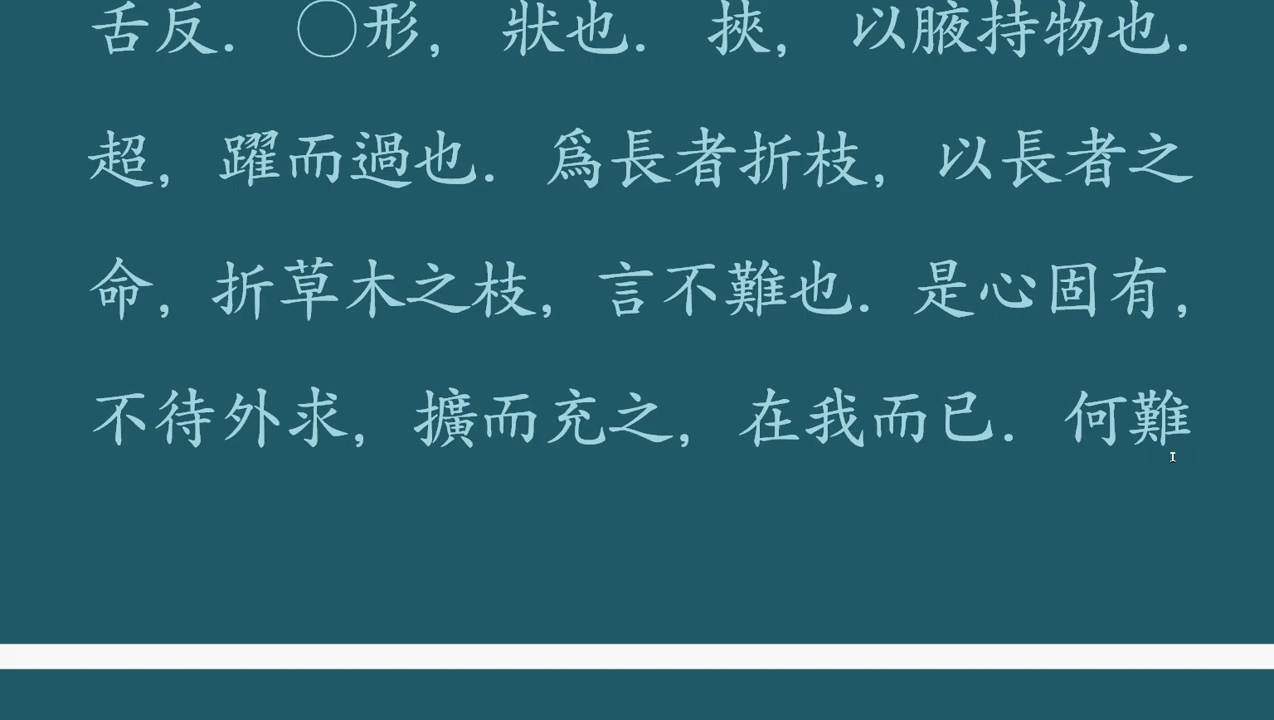 舌反. ◯形, 狀也. 挾, 以腋持物也.
超, 躍而過也. 爲長者折枝, 以長者之
命, 折草木之枝, 言不難也. 是心固有,
不待外求, 擴而充之, 在我而已. 何難